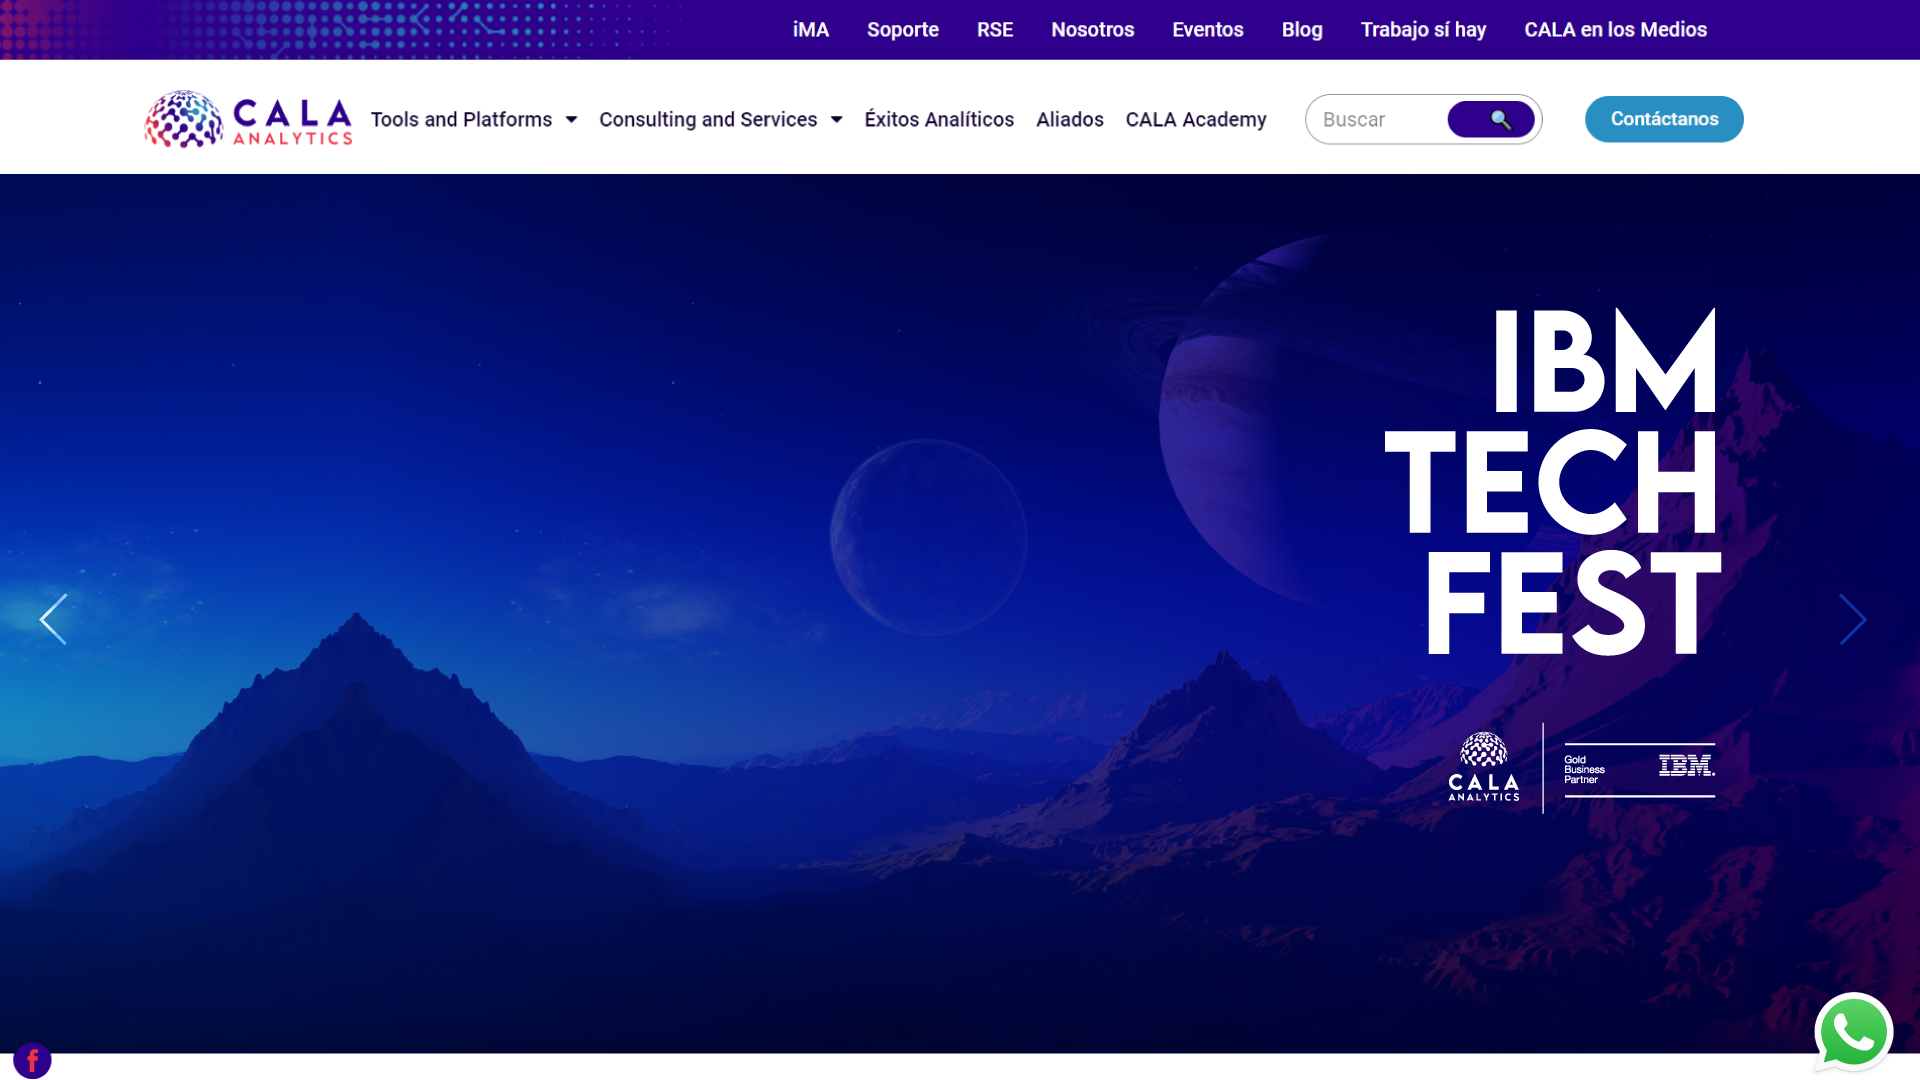 iMA Soporte RSE Nosotros Eventos Blog Trabajo sí hay CALA en los Medios
CALA
ANALYTICS
Tools and Platforms Consulting and Services Éxitos Analíticos Aliados CALA Academy Buscar Contáctanos
IBM
TECH
FEST
CALA
ANALYTICS
Gold
Business
Partner
IBM.
f